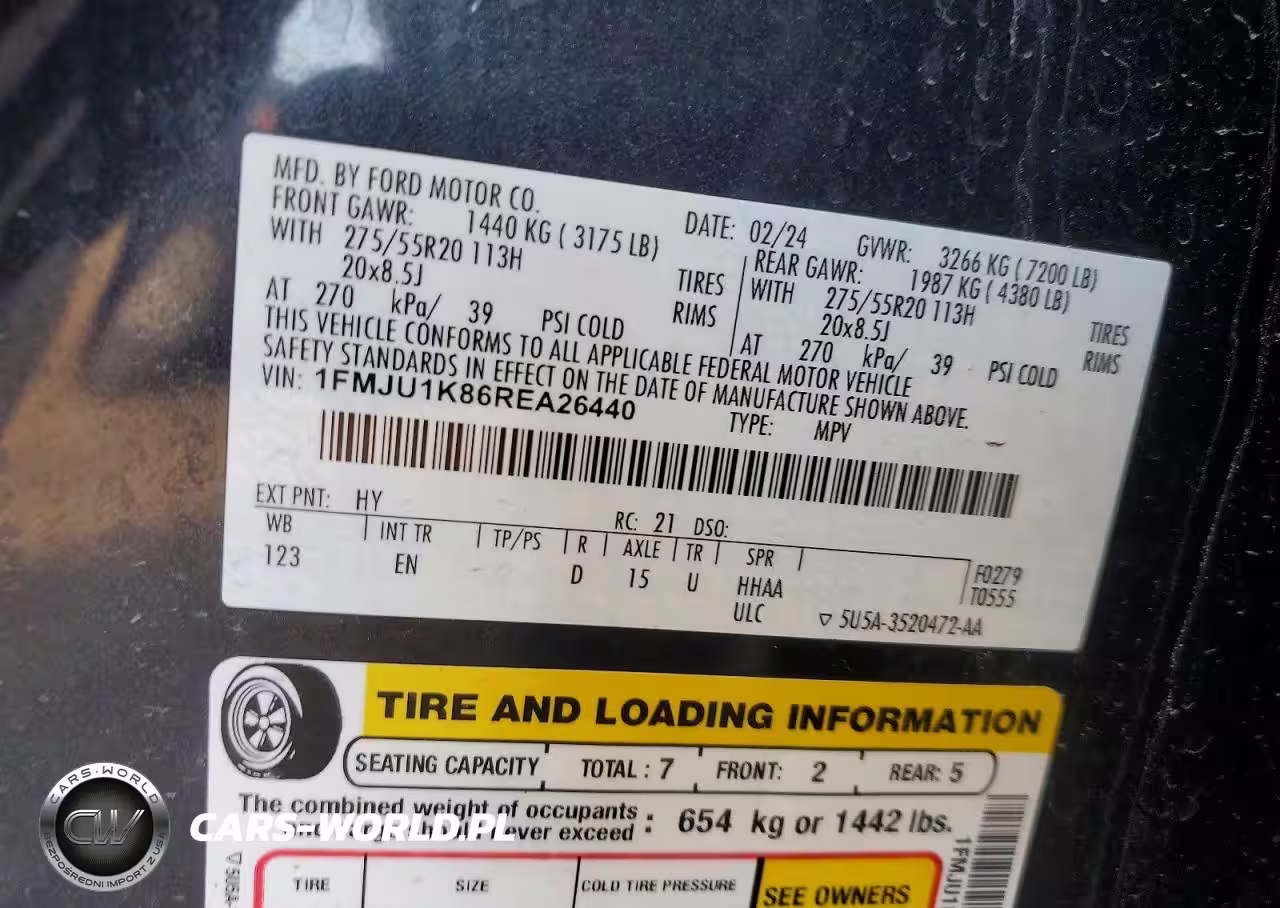 MFD. BY FORD MOTOR CO. DATE: 02/24 GVWR: 3266 KG ( 7200 LB)
FRONT GAWR: 1440 KG ( 3175 LB) REAR GAWR: 1987 KG ( 4380 LB)
WITH 275/55R20 113H TIRES WITH 275/55R20 113H TIRES
20x8.5J RIMS 20x8.5J RIMS
AT 270 kPa/ 39 PSI COLD AT 270 kPa/ 39 PSI COLD
THIS VEHICLE CONFORMS TO ALL APPLICABLE FEDERAL MOTOR VEHICLE
SAFETY STANDARDS IN EFFECT ON THE DATE OF MANUFACTURE SHOWN ABOVE.
VIN: 1FMJU1K86REA26440 TYPE: MPV
EXT PNT: HY RC: 21 DSO:
WB INT TR TP/PS R AXLE TR SPR
123 EN D 15 U HHAA F0279
ULC T0555
▽ 5U5A-3520472-AA
TIRE AND LOADING INFORMATION
SEATING CAPACITY TOTAL : 7 FRONT: 2 REAR: 5
The combined weight of occupants
never exceed : 654 kg or 1442 lbs.
TIRE SIZE COLD TIRE PRESSURE SEE OWNERS
▽5U5A-
1FMJU1
CARS-WORLD
CW
BEZPOŚREDNI IMPORT Z USA
CARS-WORLD.PL